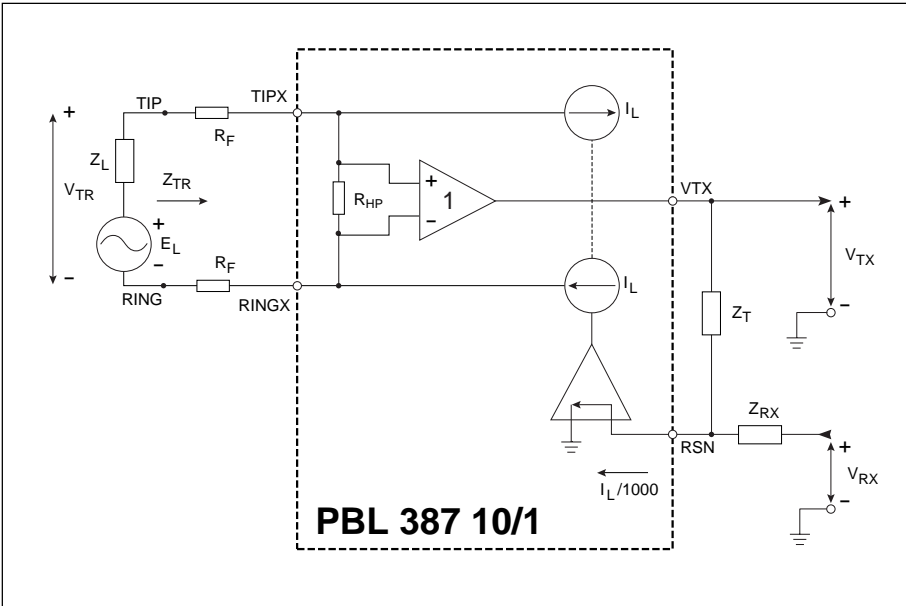 +
TIP
TIPX
R_F
I_L
Z_L
Z_TR
V_TR
R_HP
+
1
−
VTX
+
+
E_L
−
R_F
I_L
V_TX
−
RING
RINGX
−
Z_T
Z_RX
RSN
+
I_L/1000
V_RX
−
PBL 387 10/1